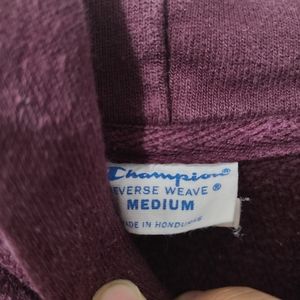 Champion®
EVERSE WEAVE®
MEDIUM
ADE IN HONDURAS